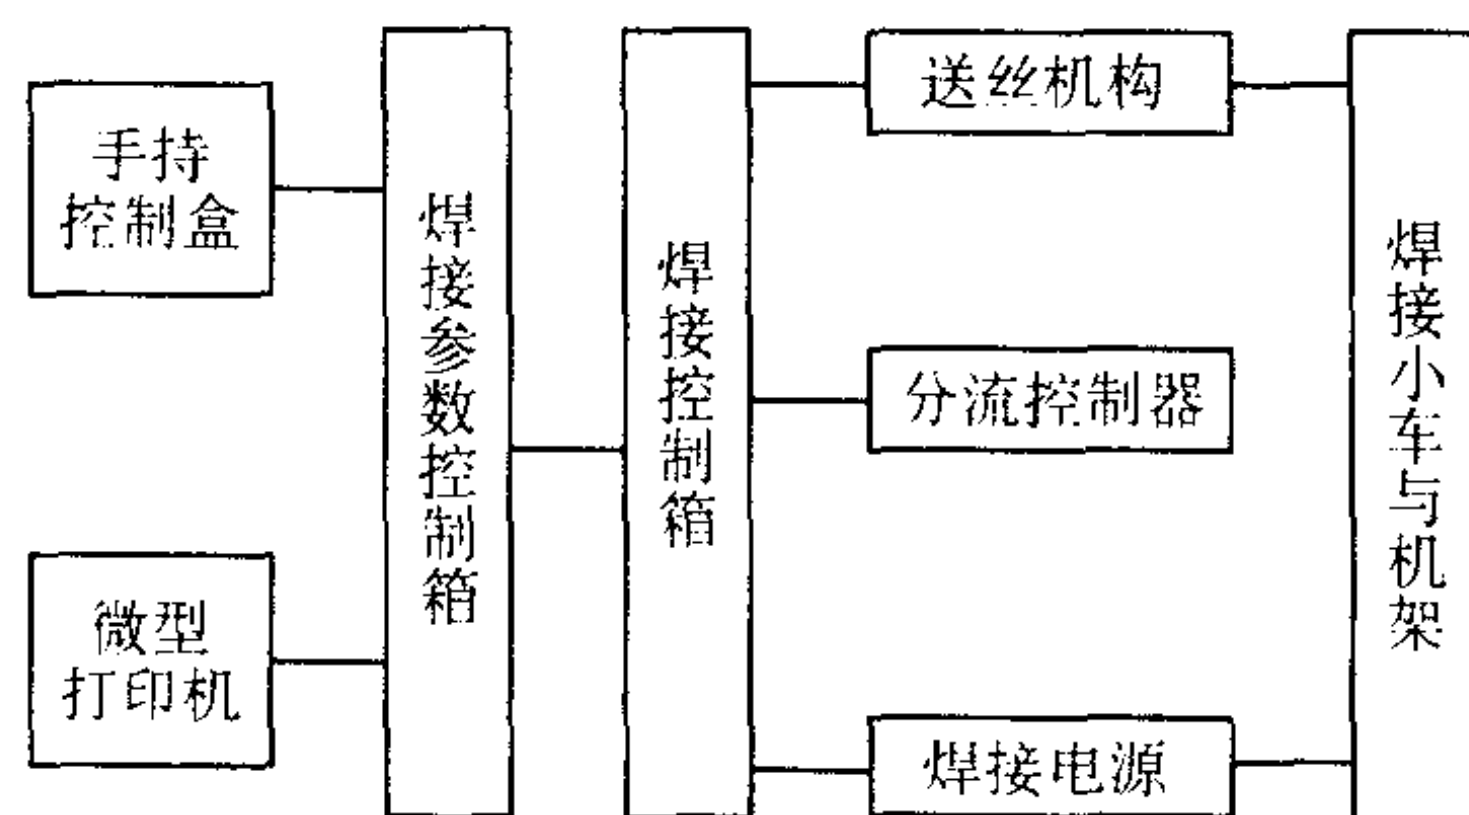 手持
控制盒
微型
打印机
焊接参数控制箱
焊接控制箱
送丝机构
分流控制器
焊接电源
焊接小车与机架